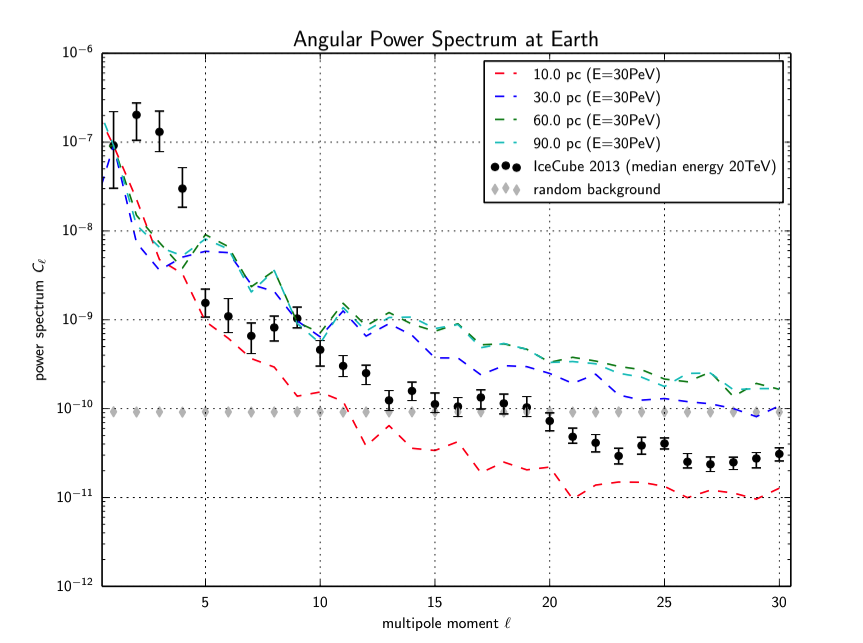 Angular Power Spectrum at Earth
10.0 pc (E=30PeV)
30.0 pc (E=30PeV)
60.0 pc (E=30PeV)
90.0 pc (E=30PeV)
IceCube 2013 (median energy 20TeV)
random background
power spectrum Cℓ
10⁻⁶
10⁻⁷
10⁻⁸
10⁻⁹
10⁻¹⁰
10⁻¹¹
10⁻¹²
5 10 15 20 25 30
multipole moment ℓ